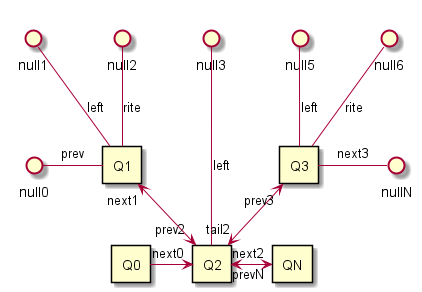 null1 null2 null3 null5 null6
left rite left left rite
prev next3
null0 Q1 Q3 nullN
next1 prev3
prev2 tail2
next0 next2
Q0 Q2 QN
prevN